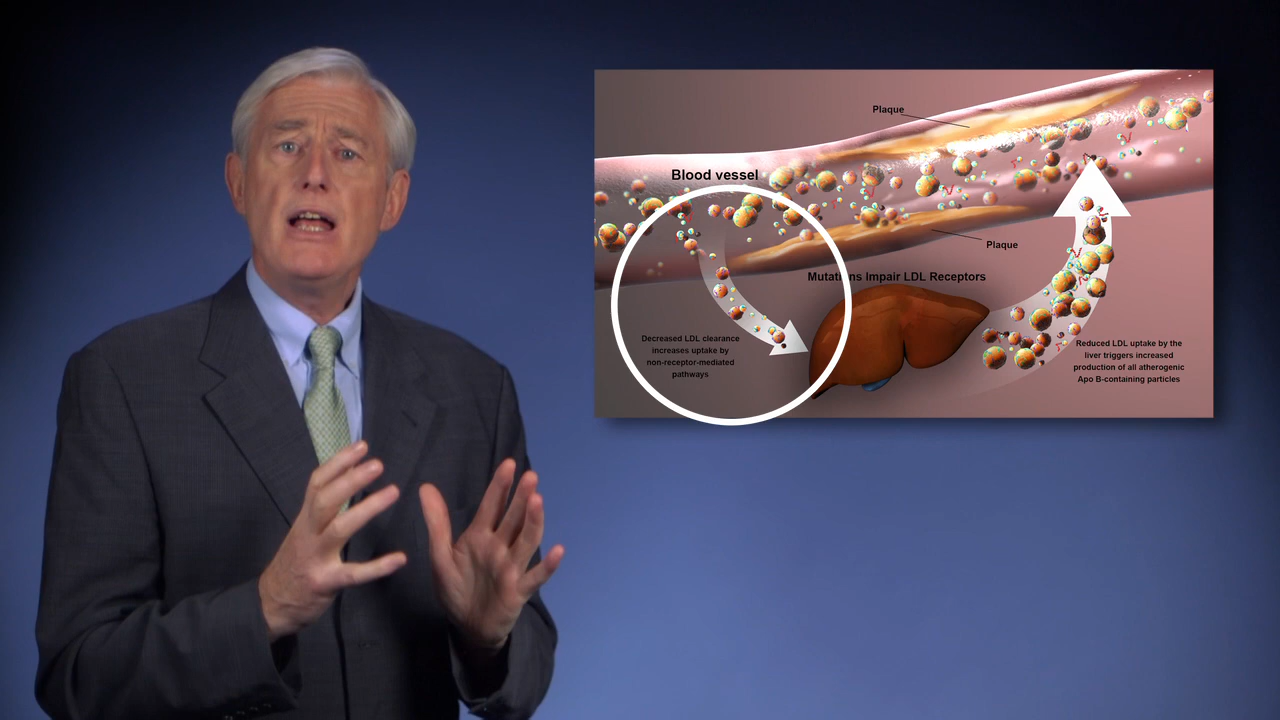 Plaque
Blood vessel
Plaque
Mutations Impair LDL Receptors
Decreased LDL clearance
increases uptake by
non-receptor-mediated
pathways
Reduced LDL uptake by the
liver triggers increased
production of all atherogenic
Apo B-containing particles